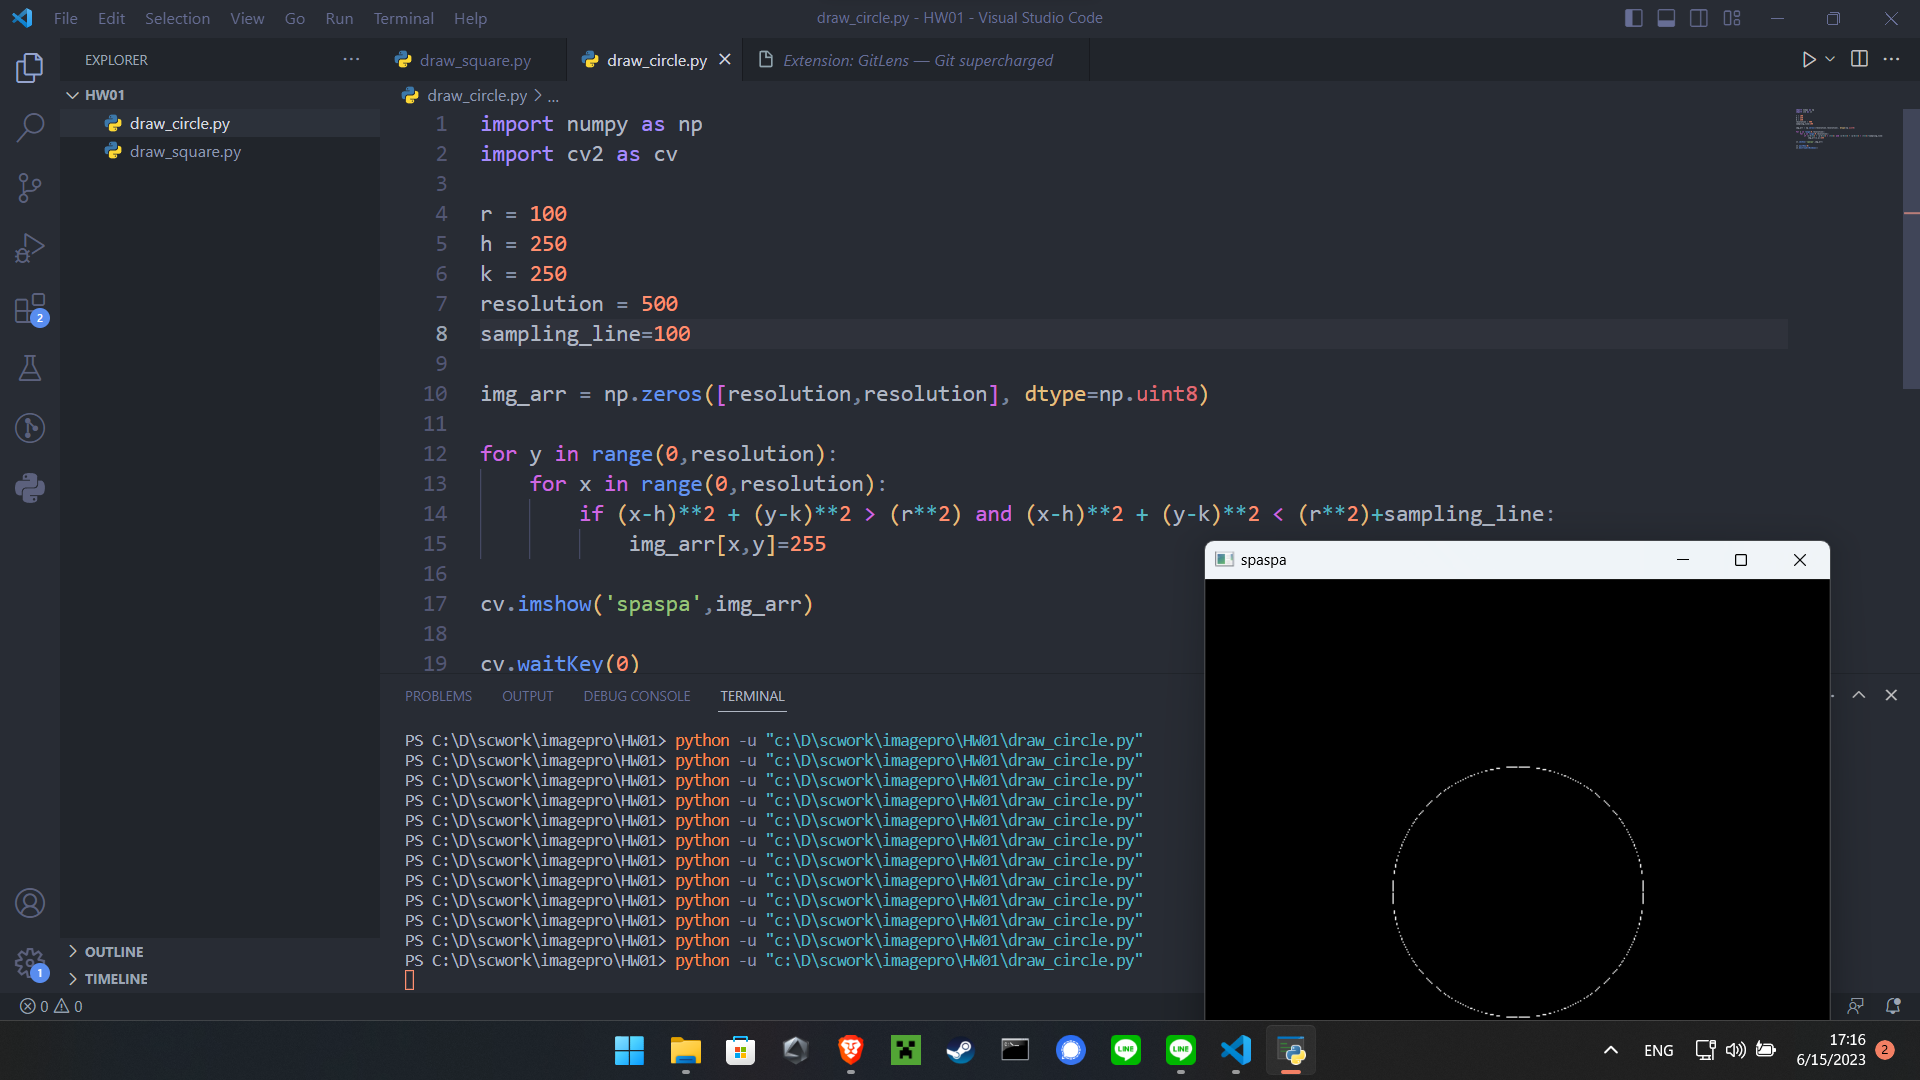 File Edit Selection View Go Run Terminal Help
draw_circle.py - HW01 - Visual Studio Code
EXPLORER
HW01
draw_circle.py
draw_square.py
OUTLINE
TIMELINE
draw_square.py
draw_circle.py
Extension: GitLens — Git supercharged
draw_circle.py > ...
1 import numpy as np
2 import cv2 as cv
3
4 r = 100
5 h = 250
6 k = 250
7 resolution = 500
8 sampling_line=100
9
10 img_arr = np.zeros([resolution,resolution], dtype=np.uint8)
11
12 for y in range(0,resolution):
13 for x in range(0,resolution):
14 if (x-h)**2 + (y-k)**2 > (r**2) and (x-h)**2 + (y-k)**2 < (r**2)+sampling_line:
15 img_arr[x,y]=255
16
17 cv.imshow('spaspa',img_arr)
18
19 cv.waitKey(0)
PROBLEMS OUTPUT DEBUG CONSOLE TERMINAL
PS C:\D\scwork\imagepro\HW01> python -u "c:\D\scwork\imagepro\HW01\draw_circle.py"
PS C:\D\scwork\imagepro\HW01> python -u "c:\D\scwork\imagepro\HW01\draw_circle.py"
PS C:\D\scwork\imagepro\HW01> python -u "c:\D\scwork\imagepro\HW01\draw_circle.py"
PS C:\D\scwork\imagepro\HW01> python -u "c:\D\scwork\imagepro\HW01\draw_circle.py"
PS C:\D\scwork\imagepro\HW01> python -u "c:\D\scwork\imagepro\HW01\draw_circle.py"
PS C:\D\scwork\imagepro\HW01> python -u "c:\D\scwork\imagepro\HW01\draw_circle.py"
PS C:\D\scwork\imagepro\HW01> python -u "c:\D\scwork\imagepro\HW01\draw_circle.py"
PS C:\D\scwork\imagepro\HW01> python -u "c:\D\scwork\imagepro\HW01\draw_circle.py"
PS C:\D\scwork\imagepro\HW01> python -u "c:\D\scwork\imagepro\HW01\draw_circle.py"
PS C:\D\scwork\imagepro\HW01> python -u "c:\D\scwork\imagepro\HW01\draw_circle.py"
PS C:\D\scwork\imagepro\HW01> python -u "c:\D\scwork\imagepro\HW01\draw_circle.py"
PS C:\D\scwork\imagepro\HW01> python -u "c:\D\scwork\imagepro\HW01\draw_circle.py"
spaspa
2
1
0 0
LINE
LINE
ENG
17:16
6/15/2023
2